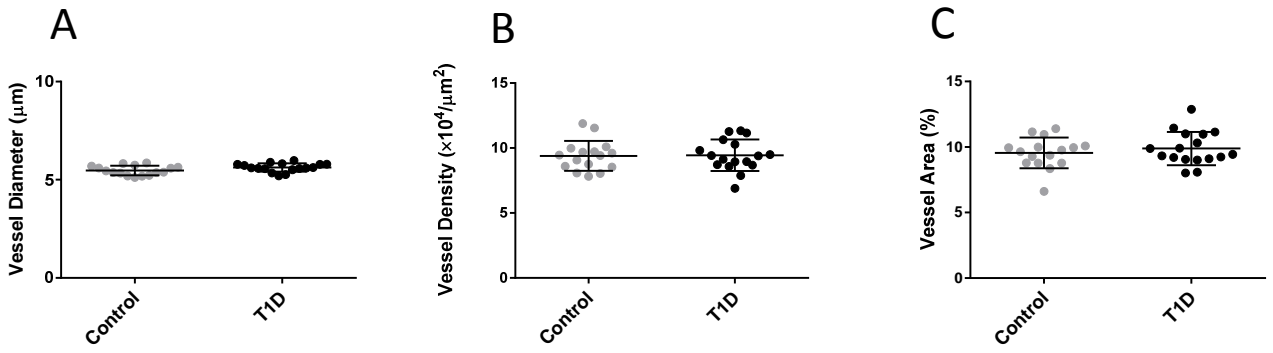 A
Vessel Diameter (μm)
10
5
0
Control
T1D
B
Vessel Density (×10⁴/μm²)
15
10
5
0
Control
T1D
C
Vessel Area (%)
15
10
5
0
Control
T1D